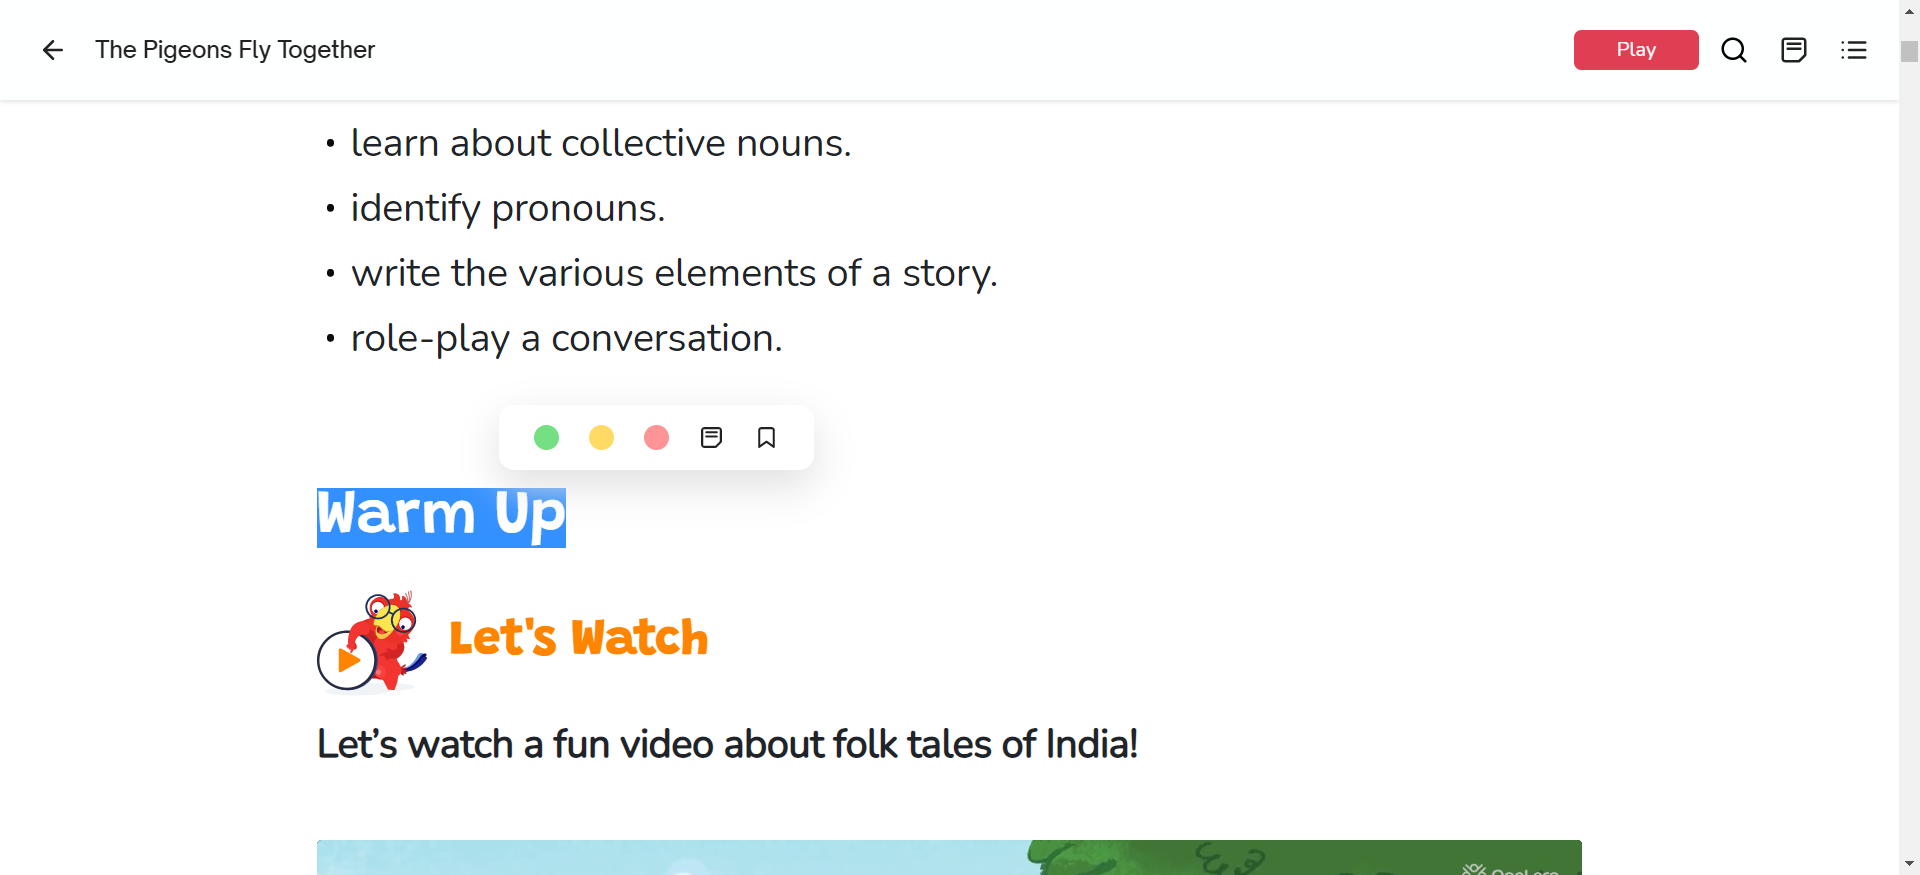 The Pigeons Fly Together
Play
• learn about collective nouns.
• identify pronouns.
• write the various elements of a story.
• role-play a conversation.
Warm Up
Let's Watch
Let’s watch a fun video about folk tales of India!